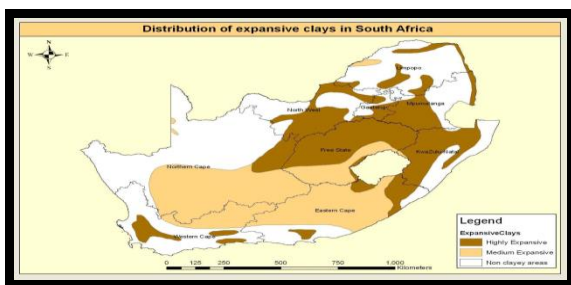 Distribution of expansive clays in South Africa
N
W E
S
Limpopo
North West
Gauteng
Mpumalanga
Free State
KwaZulu-Natal
Northern Cape
Eastern Cape
Western Cape
Legend
ExpansiveClays
Highly Expansive
Medium Expansive
Non clayey areas
0 125 250 500 750 1.000
Kilometers